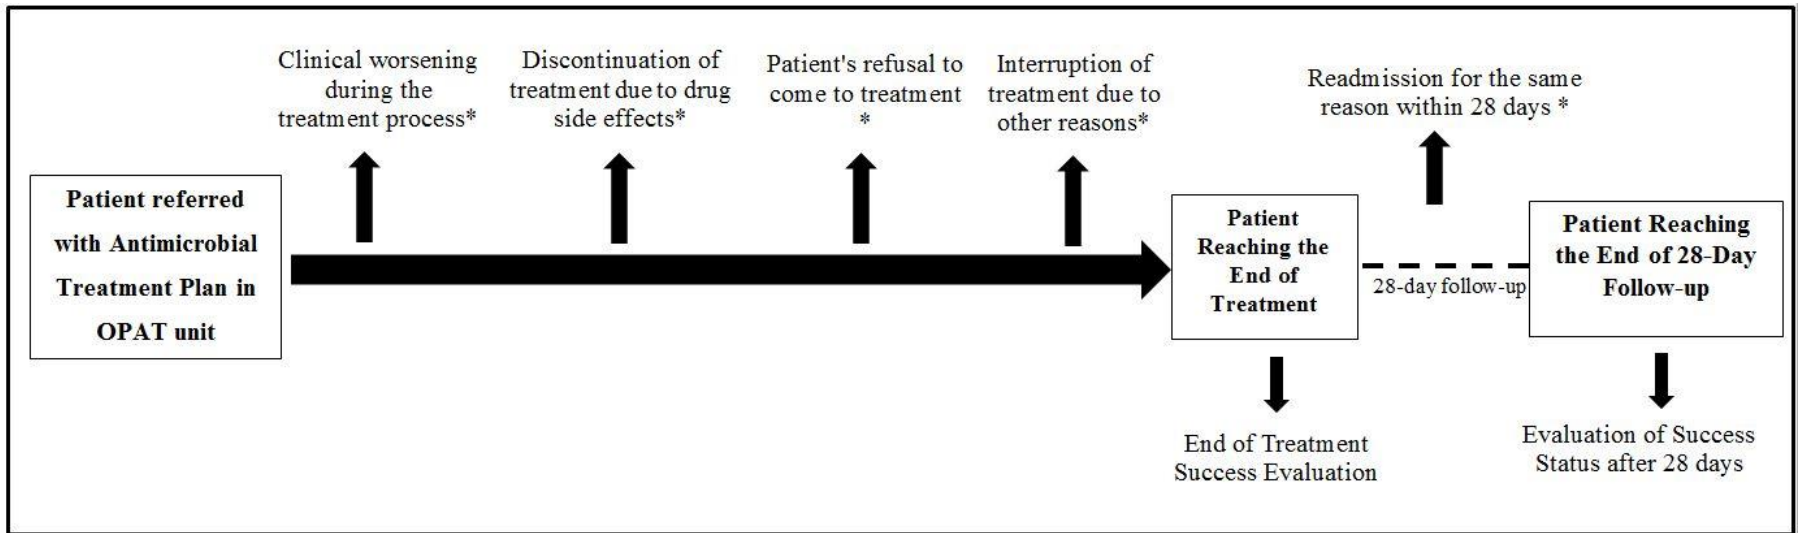 Clinical worsening
during the
treatment process*
Discontinuation of
treatment due to drug
side effects*
Patient's refusal to
come to treatment
*
Interruption of
treatment due to
other reasons*
Readmission for the same
reason within 28 days *
Patient referred
with Antimicrobial
Treatment Plan in
OPAT unit
Patient
Reaching the
End of
Treatment
28-day follow-up
Patient Reaching
the End of 28-Day
Follow-up
End of Treatment
Success Evaluation
Evaluation of Success
Status after 28 days